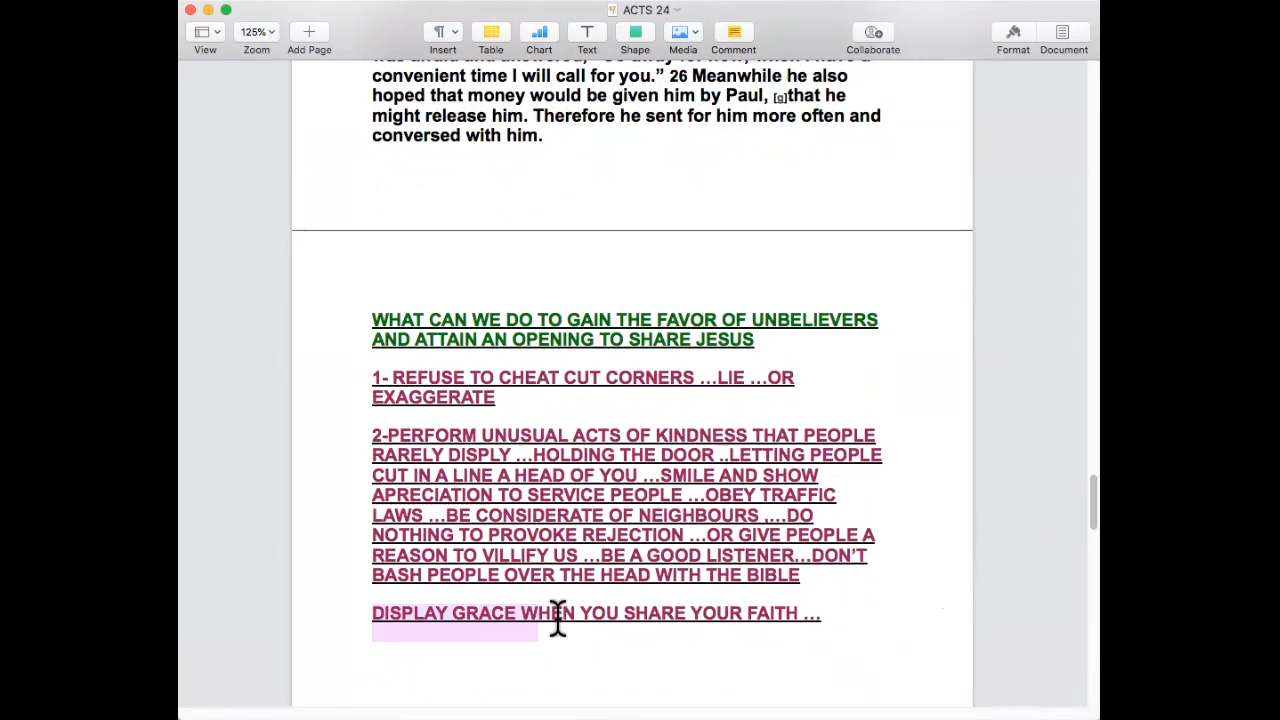 ACTS 24
125%
View
Zoom
Add Page
Insert
Table
Chart
Text
Shape
Media
Comment
Collaborate
Format
Document
convenient time I will call for you.” 26 Meanwhile he also
hoped that money would be given him by Paul, [g]that he
might release him. Therefore he sent for him more often and
conversed with him.
WHAT CAN WE DO TO GAIN THE FAVOR OF UNBELIEVERS
AND ATTAIN AN OPENING TO SHARE JESUS
1- REFUSE TO CHEAT CUT CORNERS …LIE …OR
EXAGGERATE
2-PERFORM UNUSUAL ACTS OF KINDNESS THAT PEOPLE
RARELY DISPLY …HOLDING THE DOOR ..LETTING PEOPLE
CUT IN A LINE A HEAD OF YOU …SMILE AND SHOW
APRECIATION TO SERVICE PEOPLE …OBEY TRAFFIC
LAWS …BE CONSIDERATE OF NEIGHBOURS ….DO
NOTHING TO PROVOKE REJECTION …OR GIVE PEOPLE A
REASON TO VILLIFY US …BE A GOOD LISTENER…DON’T
BASH PEOPLE OVER THE HEAD WITH THE BIBLE
DISPLAY GRACE WHEN YOU SHARE YOUR FAITH …